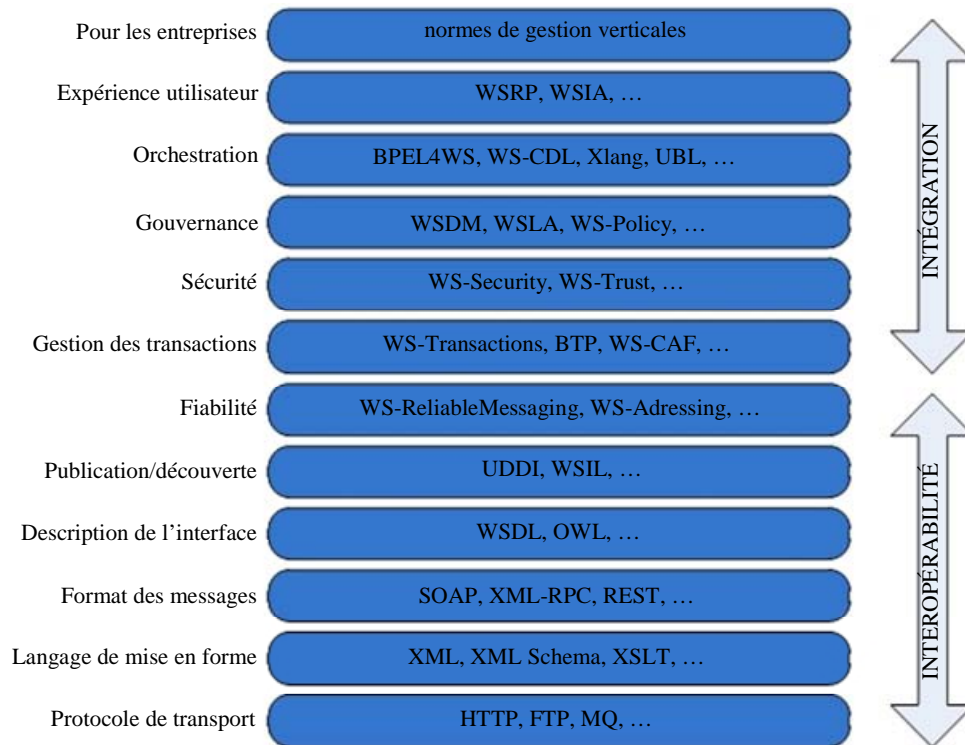 Pour les entreprises normes de gestion verticales
Expérience utilisateur WSRP, WSIA, …
Orchestration BPEL4WS, WS-CDL, Xlang, UBL, …
Gouvernance WSDM, WSLA, WS-Policy, …
Sécurité WS-Security, WS-Trust, …
Gestion des transactions WS-Transactions, BTP, WS-CAF, …
INTÉGRATION
Fiabilité WS-ReliableMessaging, WS-Adressing, …
Publication/découverte UDDI, WSIL, …
Description de l’interface WSDL, OWL, …
Format des messages SOAP, XML-RPC, REST, …
Langage de mise en forme XML, XML Schema, XSLT, …
Protocole de transport HTTP, FTP, MQ, …
INTEROPÉRABILITÉ